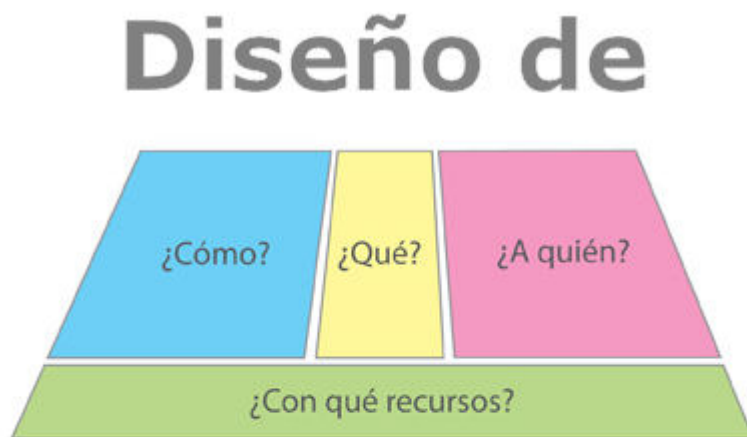 Diseño de
¿Cómo?
¿Qué?
¿A quién?
¿Con qué recursos?